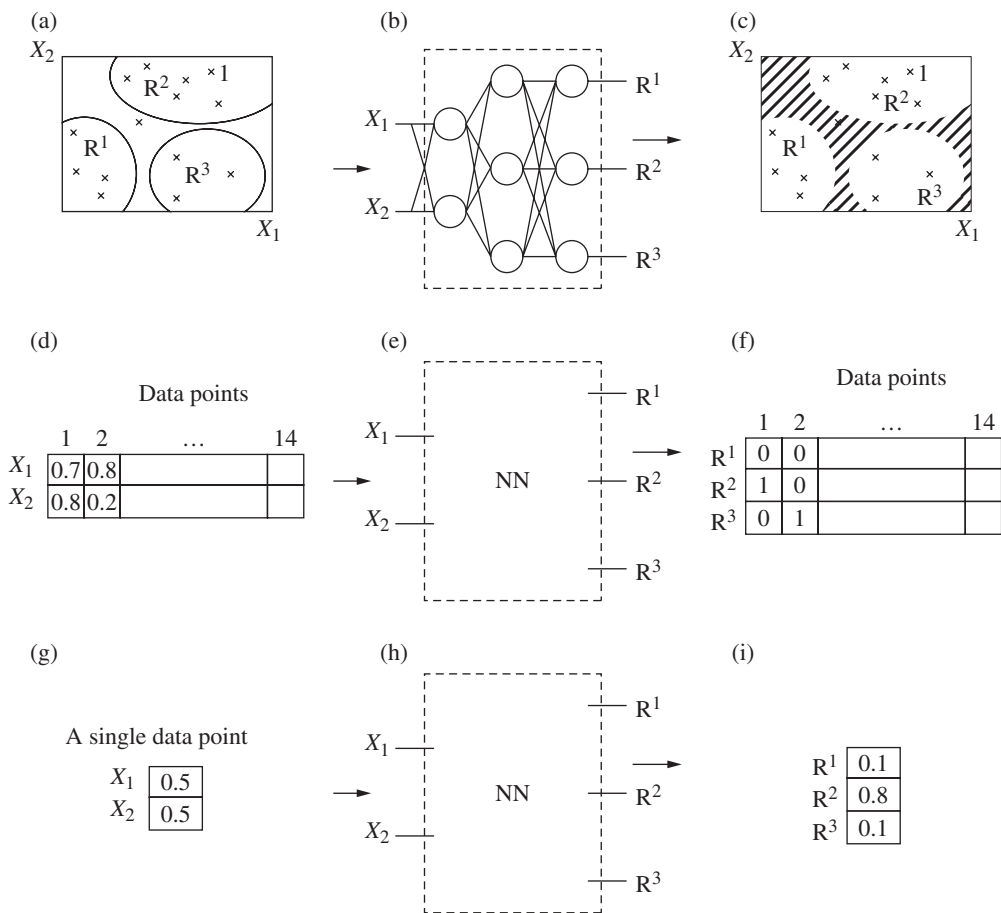 (a)
X₂
R² 1
R¹
R³
X₁
(b)
X₁
X₂
R¹
R²
R³
(c)
X₂
1
R²
R¹
R³
X₁
(d)
Data points
1 2 … 14
X₁ 0.7 0.8
X₂ 0.8 0.2
(e)
X₁
X₂
NN
R¹
R²
R³
(f)
Data points
1 2 … 14
R¹ 0 0
R² 1 0
R³ 0 1
(g)
A single data point
X₁ 0.5
X₂ 0.5
(h)
X₁
X₂
NN
R¹
R²
R³
(i)
R¹ 0.1
R² 0.8
R³ 0.1